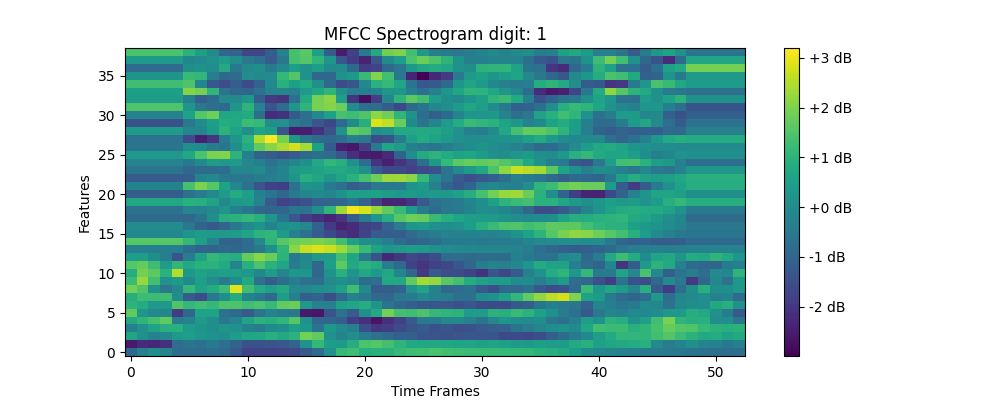 MFCC Spectrogram digit: 1
35
30
25
20
15
10
5
0
Features
0 10 20 30 40 50
Time Frames
+3 dB
+2 dB
+1 dB
+0 dB
-1 dB
-2 dB